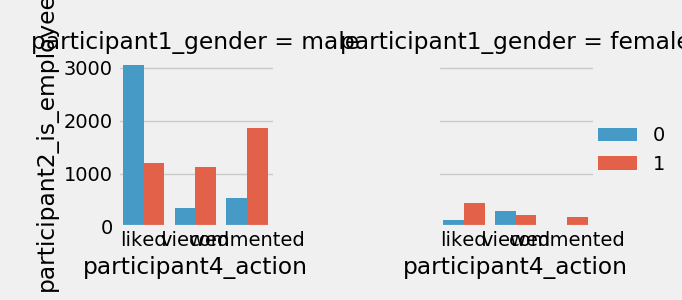 participant1_gender = male
participant1_gender = female
participant2_is_employee
3000
2000
1000
0
liked
viewed
commented
participant4_action
liked
viewed
commented
participant4_action
0
1